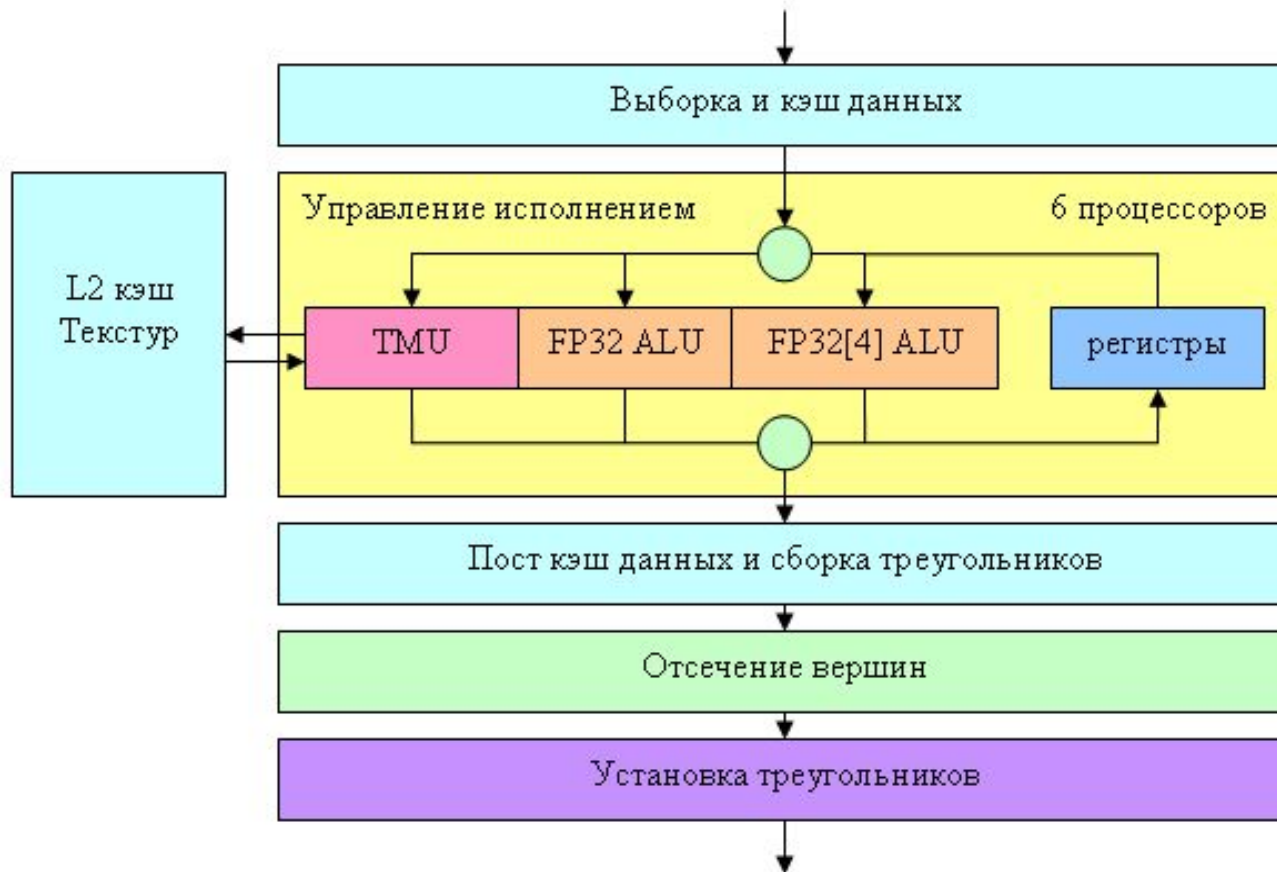 Выборка и кэш данных
Управление исполнением
6 процессоров
L2 кэш
Текстур
TMU
FP32 ALU
FP32[4] ALU
регистры
Пост кэш данных и сборка треугольников
Отсечение вершин
Установка треугольников